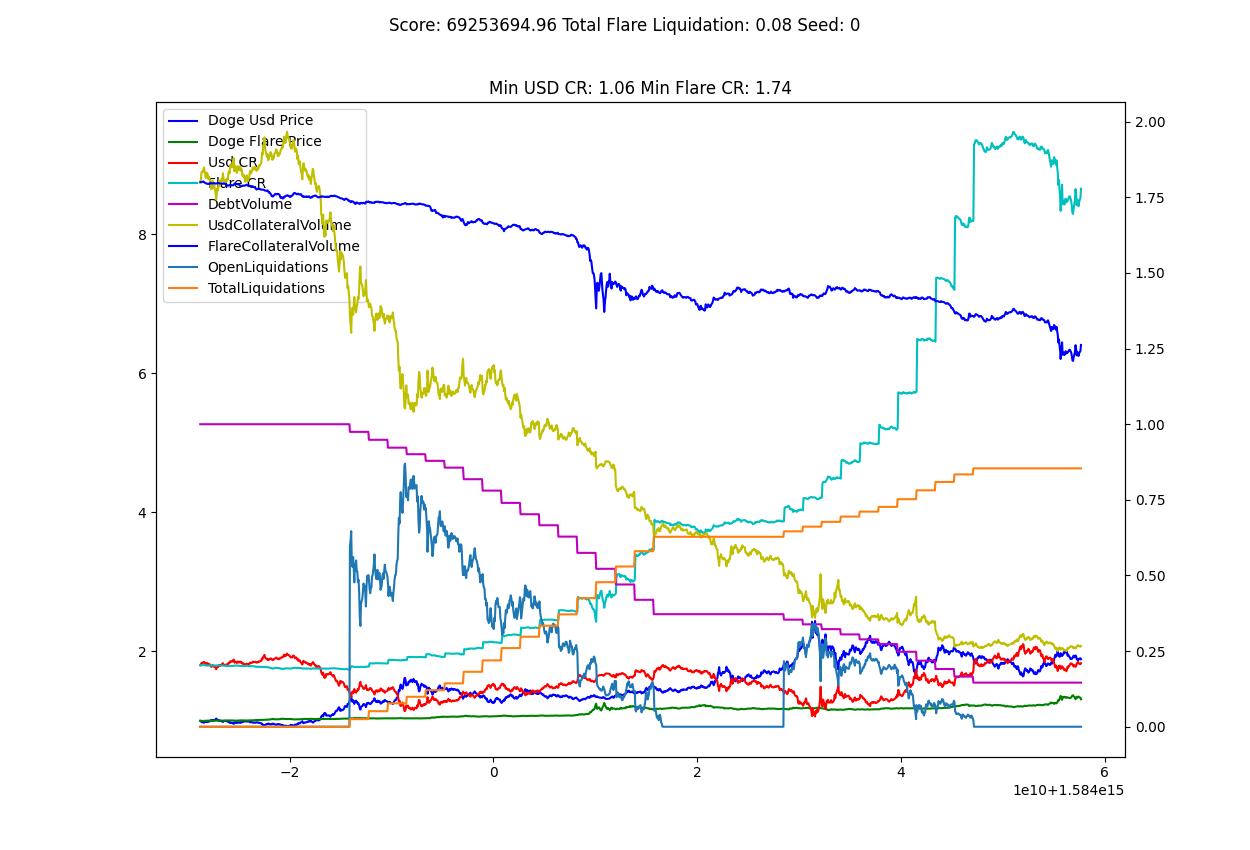 Score: 69253694.96 Total Flare Liquidation: 0.08 Seed: 0
Min USD CR: 1.06 Min Flare CR: 1.74
Doge Usd Price
Doge Flare Price
Usd CR
Flare CR
DebtVolume
UsdCollateralVolume
FlareCollateralVolume
OpenLiquidations
TotalLiquidations
8
6
4
2
2.00
1.75
1.50
1.25
1.00
0.75
0.50
0.25
0.00
−2 0 2 4 6
1e10+1.584e15